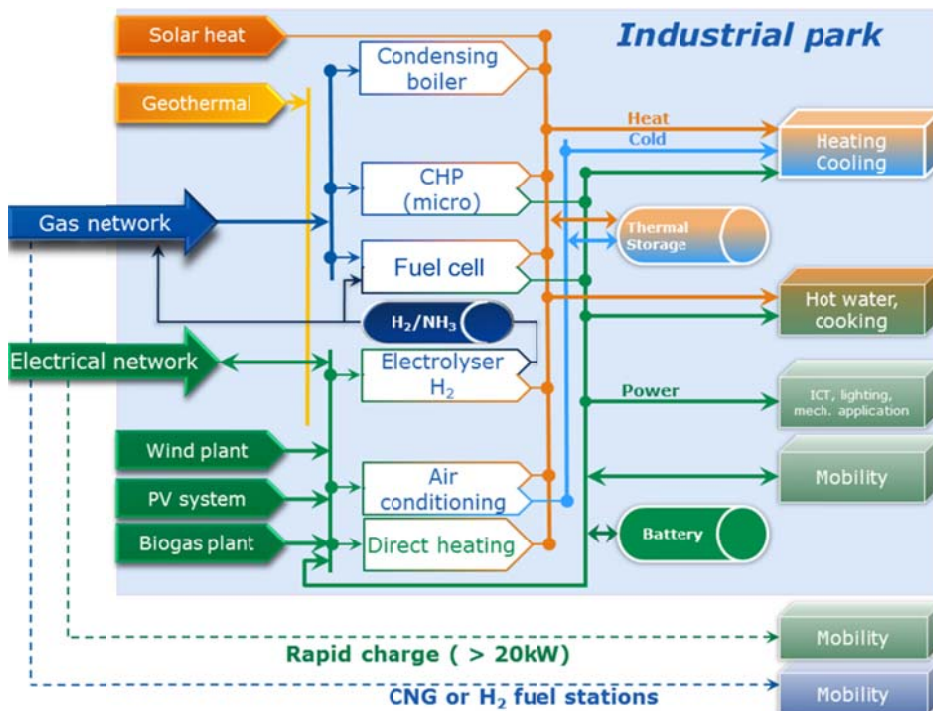 Industrial park
Solar heat
Condensing
boiler
Geothermal
Heat
Cold
Heating
Cooling
CHP
(micro)
Gas network
Thermal
Storage
Fuel cell
Hot water,
cooking
H₂/NH₃
Electrical network
Electrolyser
H₂
Power
ICT, lighting,
mech. application
Wind plant
Air
conditioning
Mobility
PV system
Biogas plant
Direct heating
Battery
Mobility
Rapid charge ( > 20kW)
CNG or H₂ fuel stations
Mobility